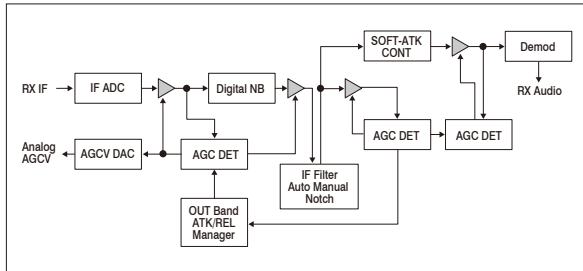 SOFT-ATK
CONT
Demod
RX IF
IF ADC
Digital NB
RX Audio
Analog
AGCV
AGCV DAC
AGC DET
AGC DET
AGC DET
IF Filter
Auto Manual
Notch
OUT Band
ATK/REL
Manager